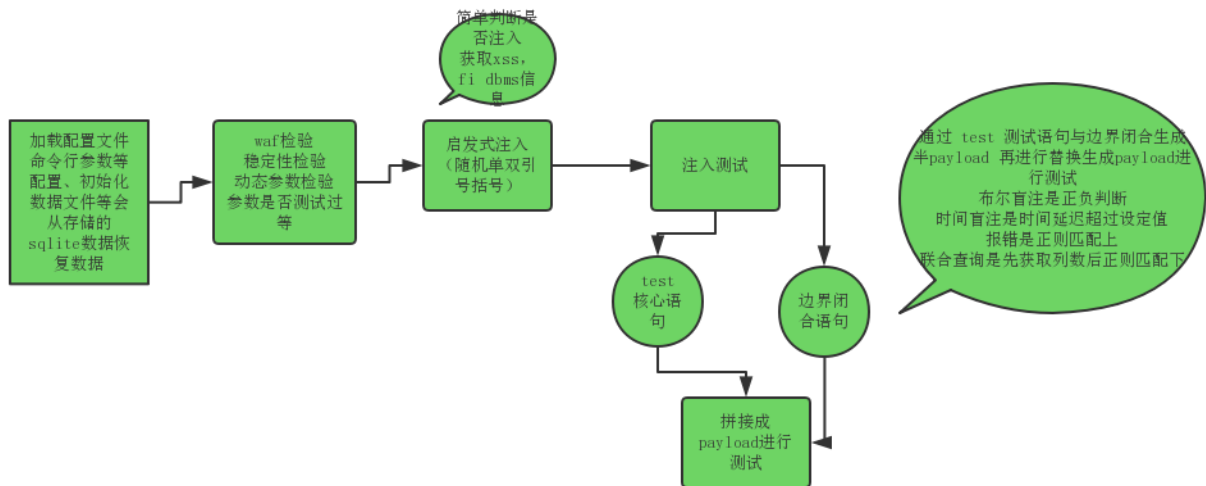 简单判断是
否注入
获取xss，
fi dbms信
息
加载配置文件
命令行参数等
配置、初始化
数据文件等会
从存储的
sqlite数据恢
复数据
waf检验
稳定性检验
动态参数检验
参数是否测试过
等
启发式注入
（随机单双引
号括号）
注入测试
通过 test 测试语句与边界闭合生成
半payload 再进行替换生成payload进
行测试
布尔盲注是正负判断
时间盲注是时间延迟超过设定值
报错是正则匹配上
联合查询是先获取列数后正则匹配下
test
核心语
句
边界闭
合语句
拼接成
payload进行
测试